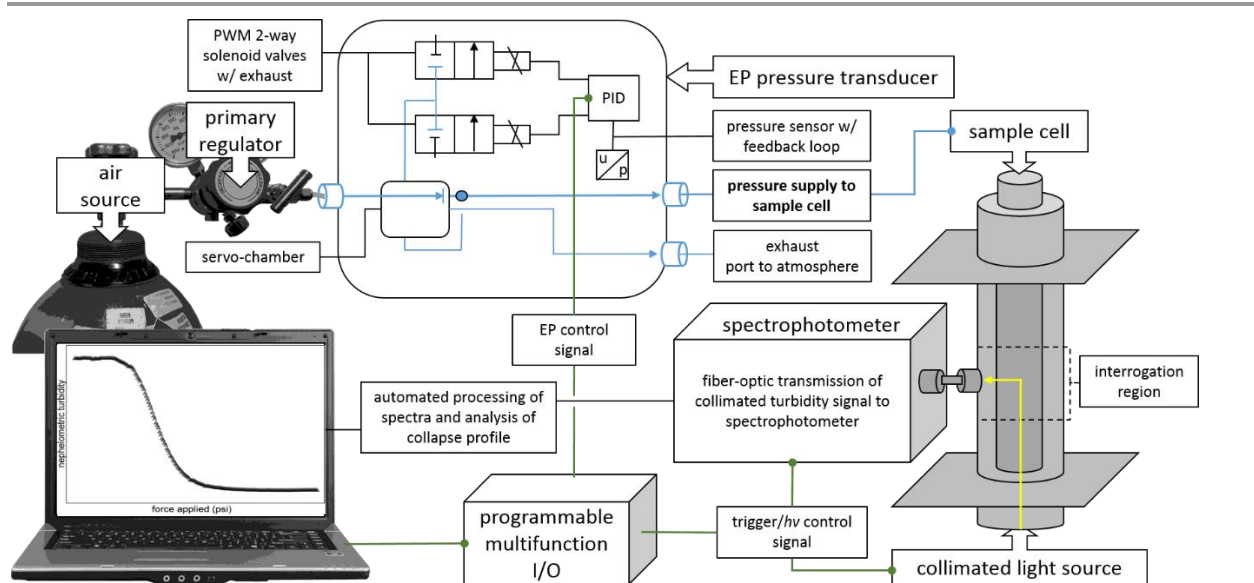 PWM 2-way
solenoid valves
w/ exhaust
PID
EP pressure transducer
primary
regulator
pressure sensor w/
feedback loop
sample cell
u
p
air
source
pressure supply to
sample cell
servo-chamber
exhaust
port to atmosphere
EP control
signal
spectrophotometer
fiber-optic transmission of
collimated turbidity signal to
spectrophotometer
interrogation
region
automated processing of
spectra and analysis of
collapse profile
nephelometric turbidity
force applied (psi)
programmable
multifunction
I/O
trigger/hv control
signal
collimated light source